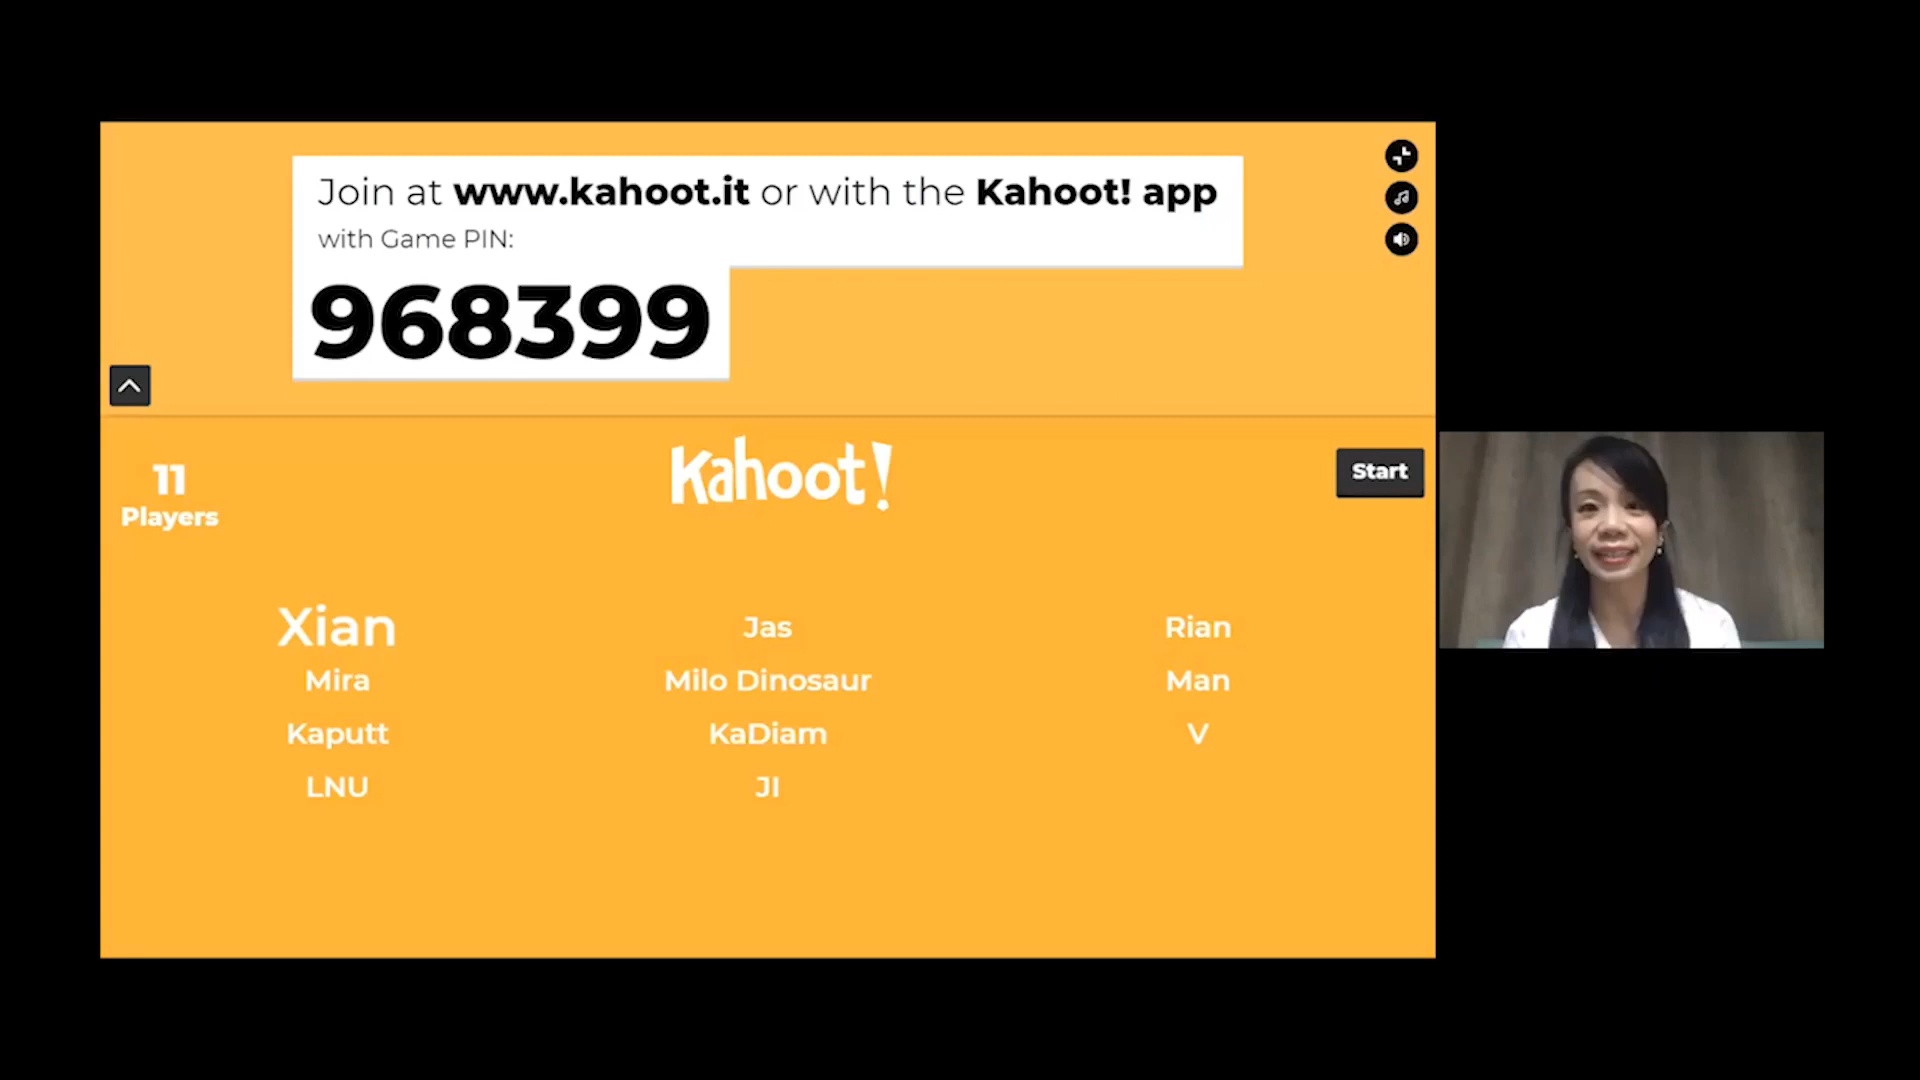 Join at www.kahoot.it or with the Kahoot! app
with Game PIN:
968399
11
Players
Kahoot!
Start
Xian
Jas
Rian
Mira
Milo Dinosaur
Man
Kaputt
KaDiam
V
LNU
JI